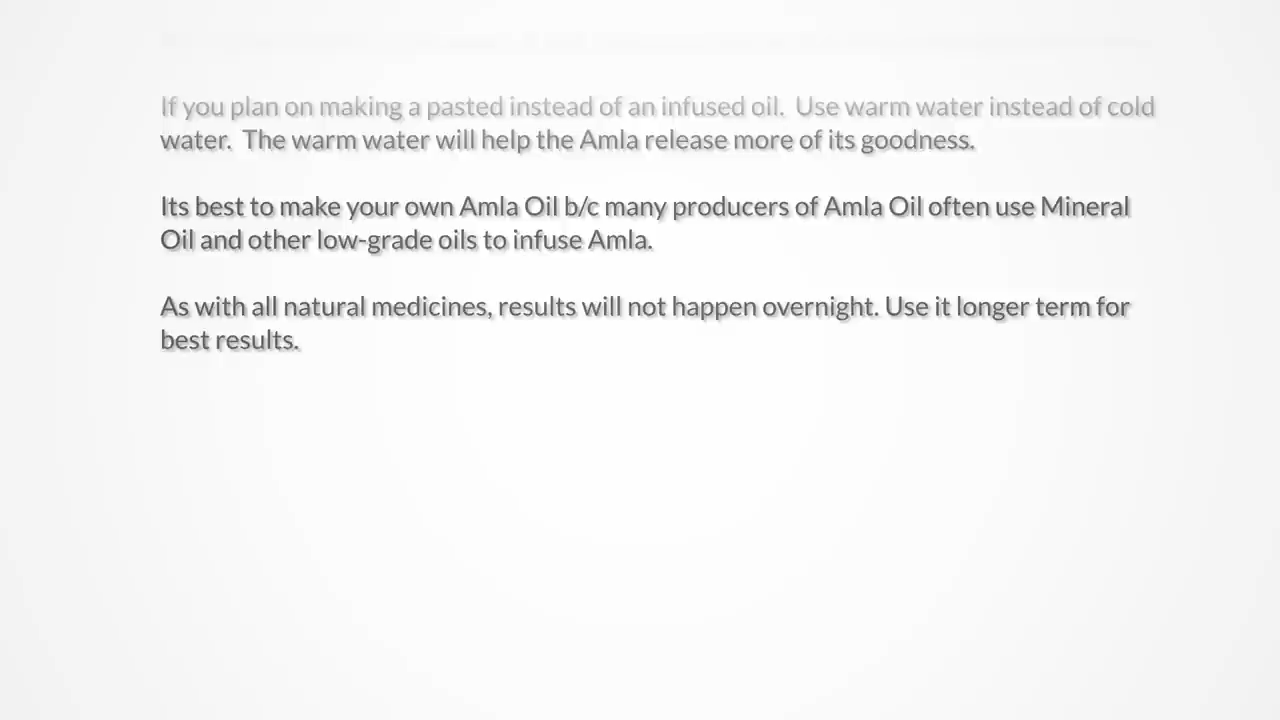 If you plan on making a pasted instead of an infused oil.  Use warm water instead of cold
water.  The warm water will help the Amla release more of its goodness.
Its best to make your own Amla Oil b/c many producers of Amla Oil often use Mineral
Oil and other low-grade oils to infuse Amla.
As with all natural medicines, results will not happen overnight. Use it longer term for
best results.